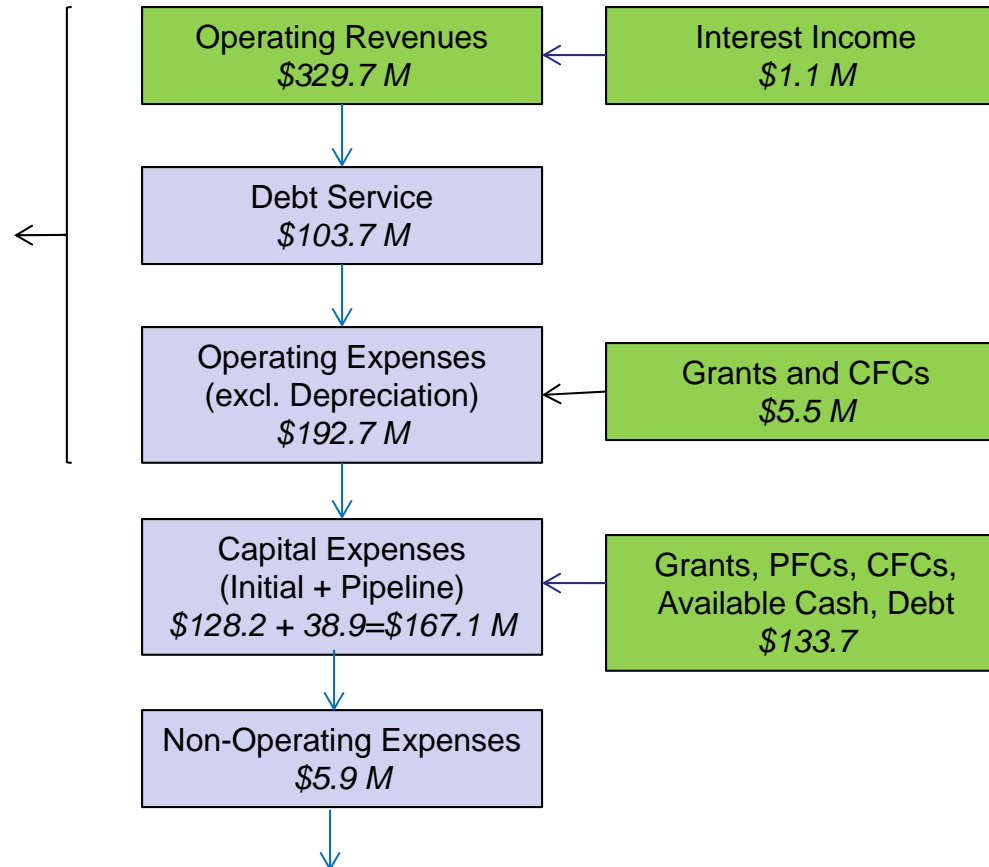 Operating Revenues
$329.7 M
Interest Income
$1.1 M
Debt Service
$103.7 M
Operating Expenses
(excl. Depreciation)
$192.7 M
Grants and CFCs
$5.5 M
Capital Expenses
(Initial + Pipeline)
$128.2 + 38.9=$167.1 M
Grants, PFCs, CFCs,
Available Cash, Debt
$133.7
Non-Operating Expenses
$5.9 M